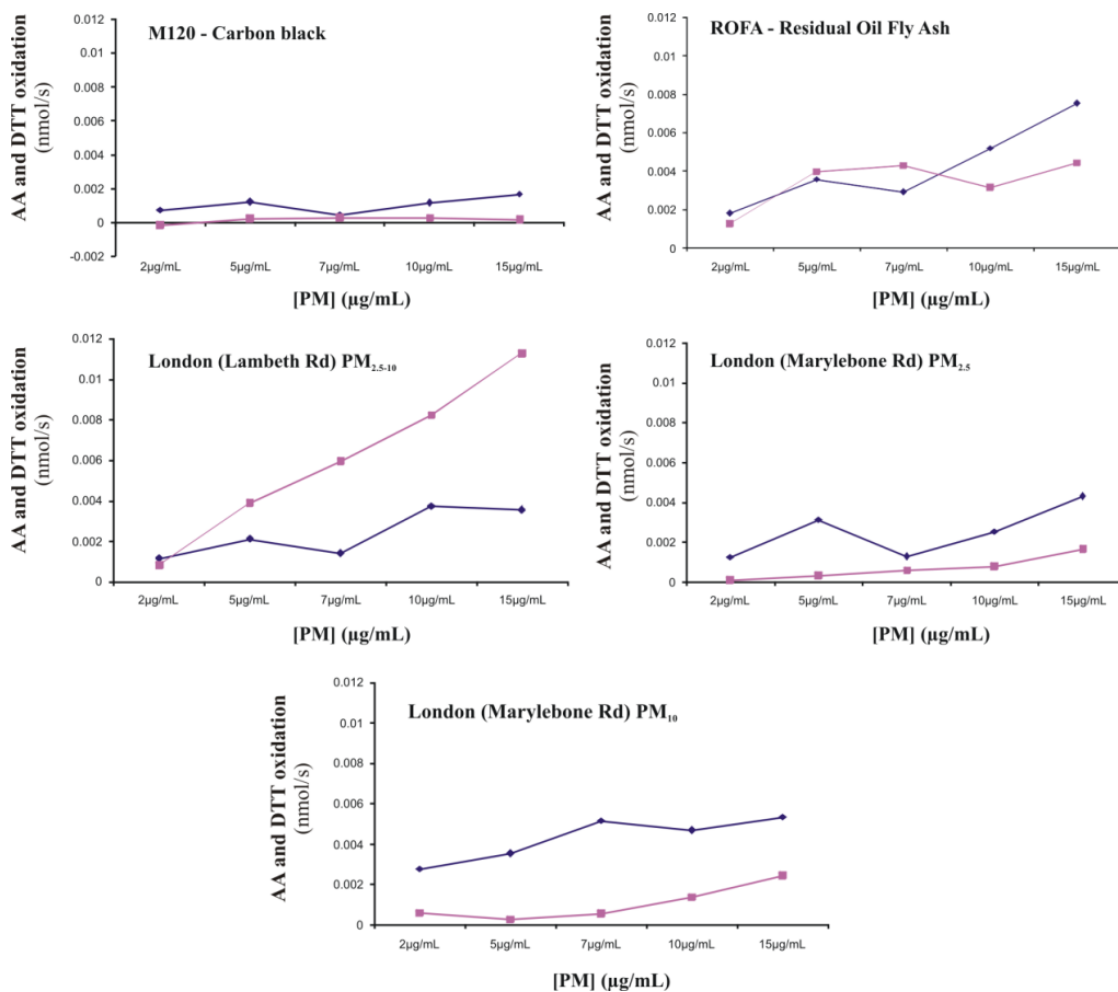 M120 - Carbon black
AA and DTT oxidation
(nmol/s)
0.012
0.01
0.008
0.006
0.004
0.002
0
-0.002
2µg/mL 5µg/mL 7µg/mL 10µg/mL 15µg/mL
[PM] (µg/mL)
ROFA - Residual Oil Fly Ash
AA and DTT oxidation
(nmol/s)
0.012
0.01
0.008
0.006
0.004
0.002
0
2µg/mL 5µg/mL 7µg/mL 10µg/mL 15µg/mL
[PM] (µg/mL)
London (Lambeth Rd) PM2.5-10
AA and DTT oxidation
(nmol/s)
0.012
0.01
0.008
0.006
0.004
0.002
0
2µg/mL 5µg/mL 7µg/mL 10µg/mL 15µg/mL
[PM] (µg/mL)
London (Marylebone Rd) PM2.5
AA and DTT oxidation
(nmol/s)
0.012
0.01
0.008
0.006
0.004
0.002
0
2µg/mL 5µg/mL 7µg/mL 10µg/mL 15µg/mL
[PM] (µg/mL)
London (Marylebone Rd) PM10
AA and DTT oxidation
(nmol/s)
0.012
0.01
0.008
0.006
0.004
0.002
0
2µg/mL 5µg/mL 7µg/mL 10µg/mL 15µg/mL
[PM] (µg/mL)